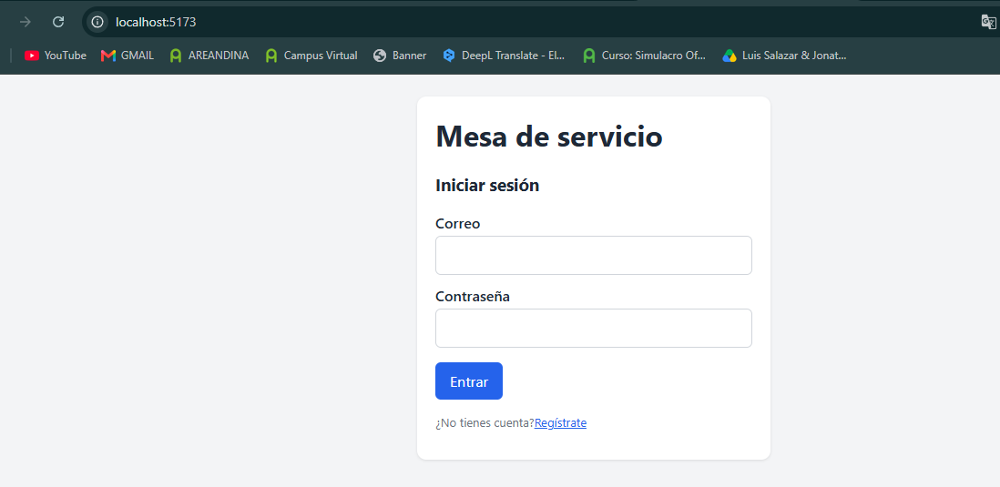 localhost:5173
YouTube GMAIL AREANDINA Campus Virtual Banner DeepL Translate - El... Curso: Simulacro Of... Luis Salazar & Jonat...
Mesa de servicio
Iniciar sesión
Correo
Contraseña
Entrar
¿No tienes cuenta?Regístrate